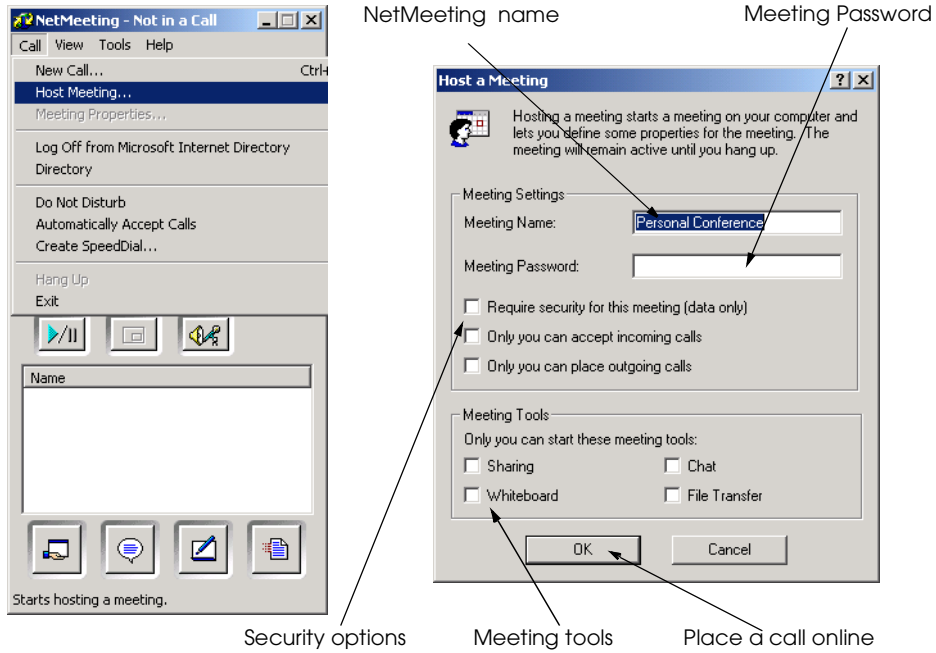 NetMeeting name
Meeting Password
NetMeeting - Not in a Call
Call View Tools Help
New Call... Ctrl+
Host Meeting...
Meeting Properties...
Log Off from Microsoft Internet Directory
Directory
Do Not Disturb
Automatically Accept Calls
Create SpeedDial...
Hang Up
Exit
Name
Starts hosting a meeting.
Host a Meeting
Hosting a meeting starts a meeting on your computer and
lets you define some properties for the meeting. The
meeting will remain active until you hang up.
Meeting Settings
Meeting Name: Personal Conference
Meeting Password:
Require security for this meeting (data only)
Only you can accept incoming calls
Only you can place outgoing calls
Meeting Tools
Only you can start these meeting tools:
Sharing Chat
Whiteboard File Transfer
OK Cancel
Security options
Meeting tools
Place a call online